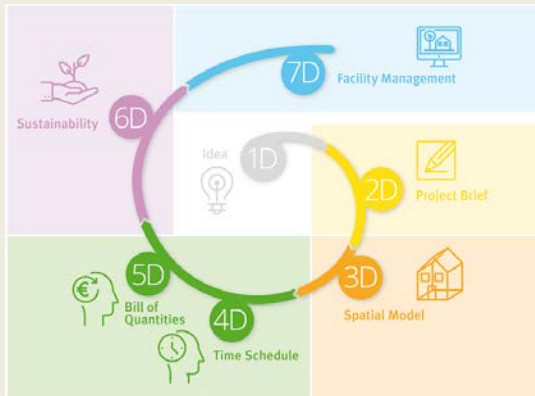 7D
Facility Management
6D
Sustainability
Idea
1D
2D
Project Brief
5D
Bill of
Quantities
€
4D
Time Schedule
3D
Spatial Model